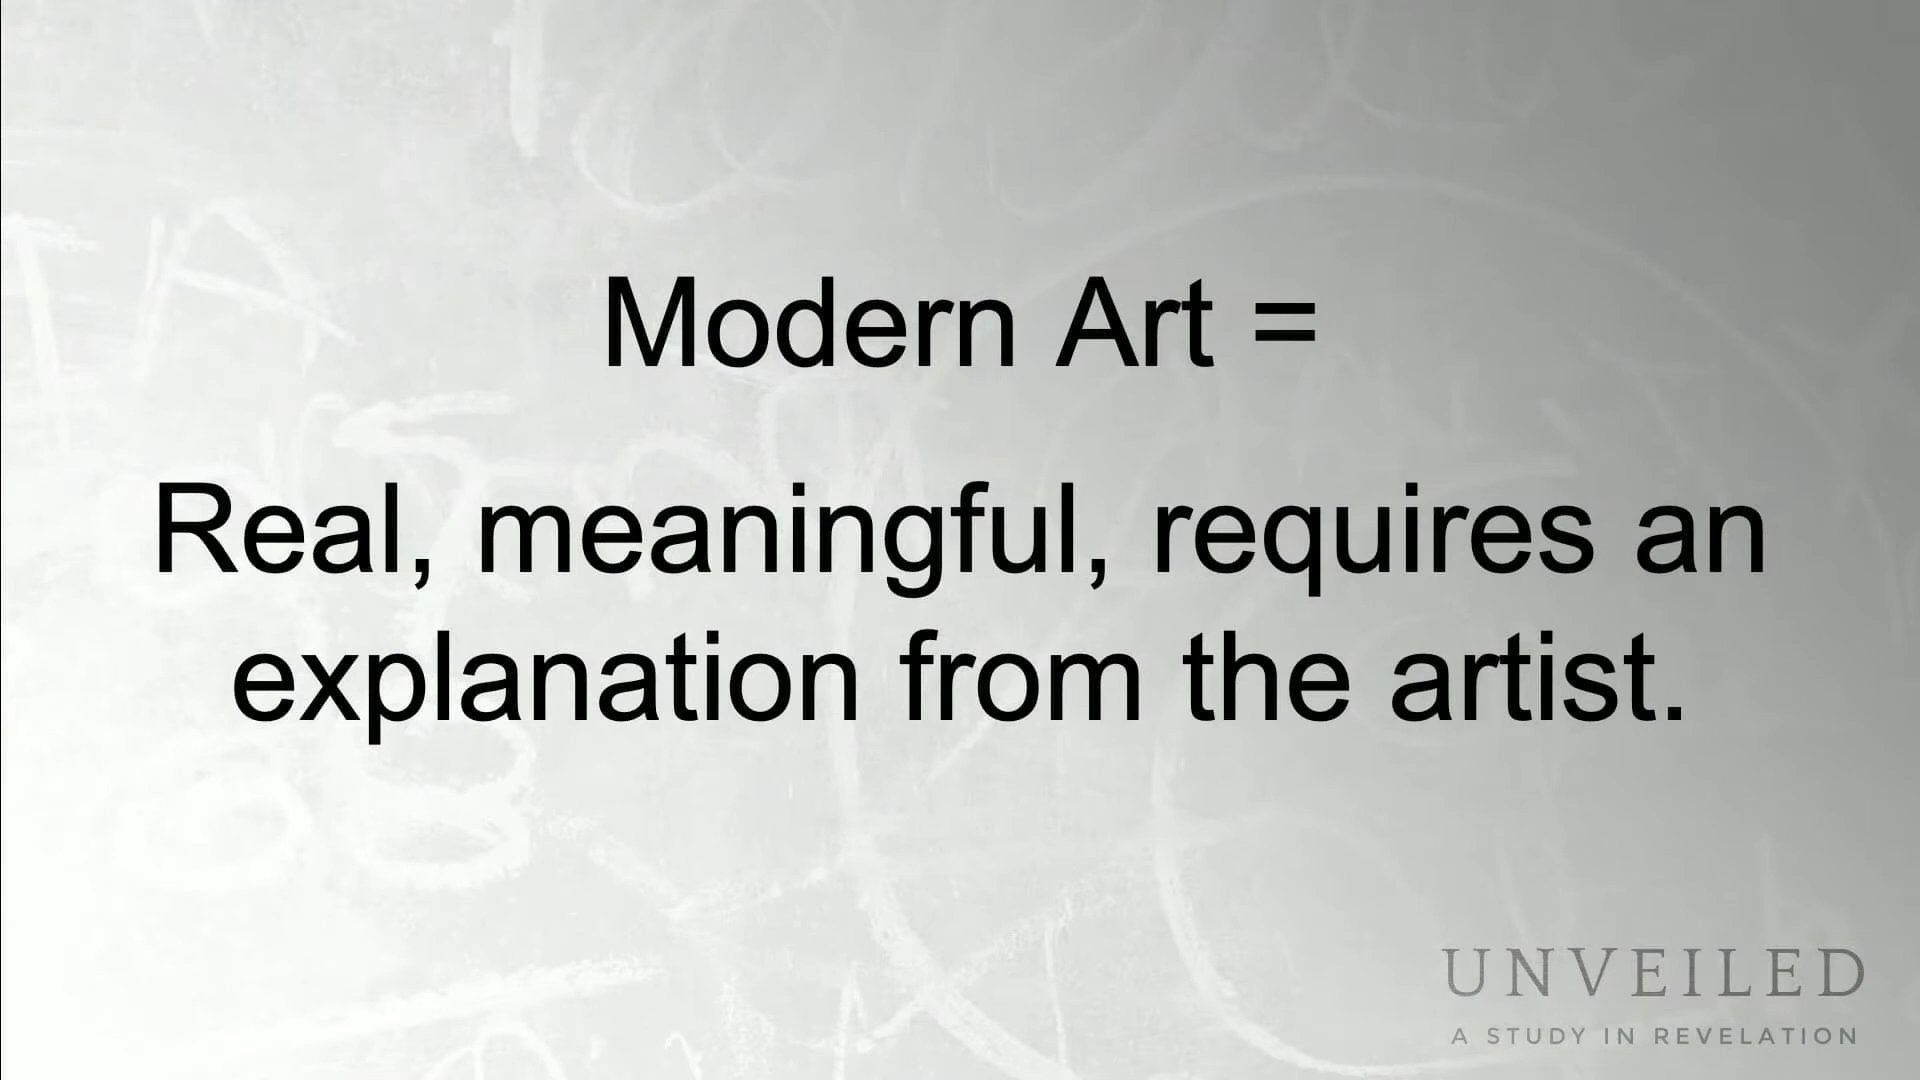 Modern Art =
Real, meaningful, requires an
explanation from the artist.
UNVEILED
A STUDY IN REVELATION